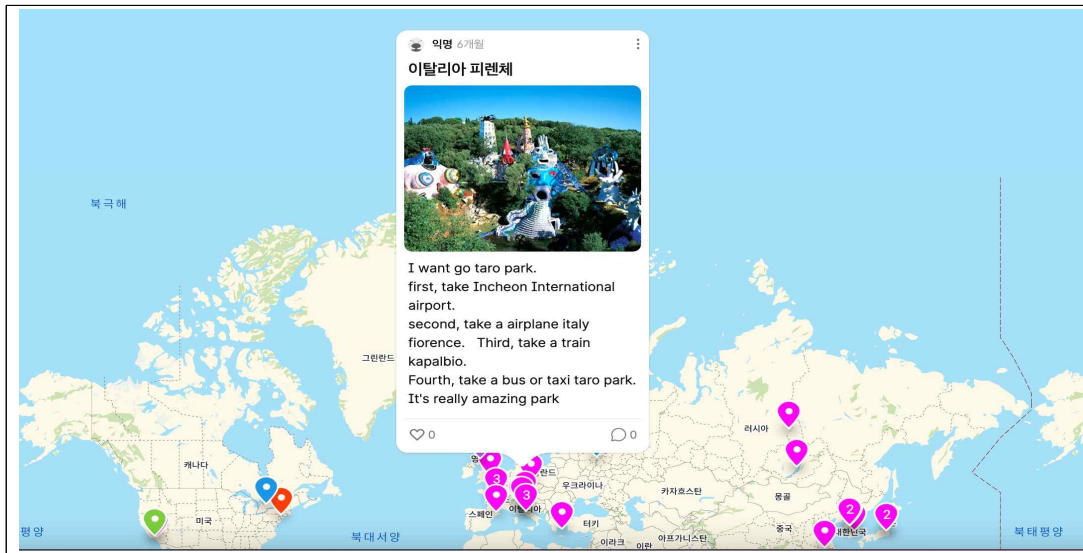 익명 6개월
이탈리아 피렌체
I want go taro park.
first, take Incheon International
airport.
second, take a airplane italy
fiorence. Third, take a train
kapalbio.
Fourth, take a bus or taxi taro park.
It's really amazing park
0
0
북극해
그린란드
러시아
캐나다
란드
우크라이나
카자흐스탄
몽골
3
3
2
2
스페인
미국
터키
중국
대한민국
평양
북대서양
이라크
이란
아프가니스탄
북태평양